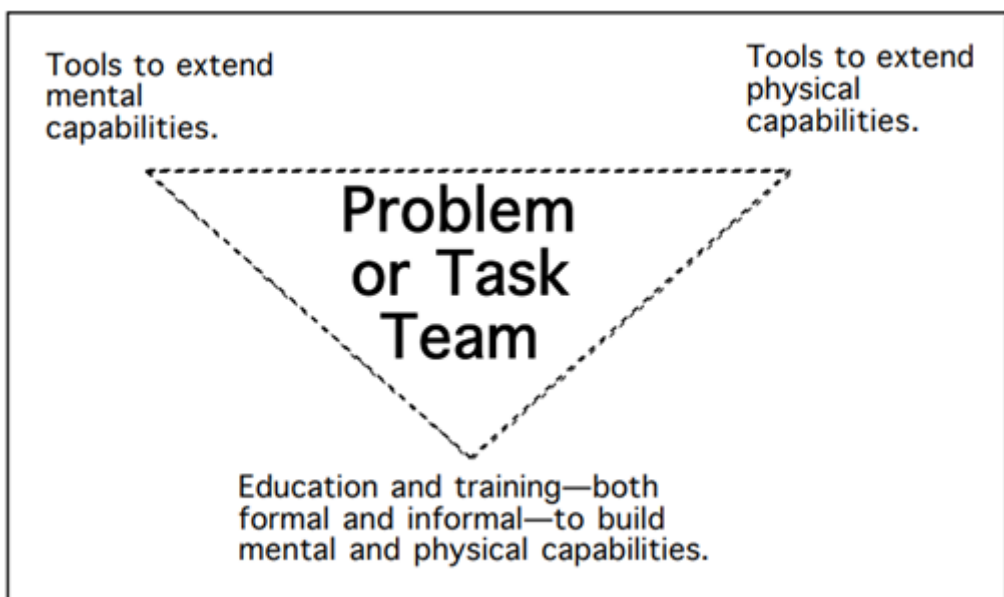 Tools to extend
mental
capabilities.
Tools to extend
physical
capabilities.
Problem
or Task
Team
Education and training—both
formal and informal—to build
mental and physical capabilities.